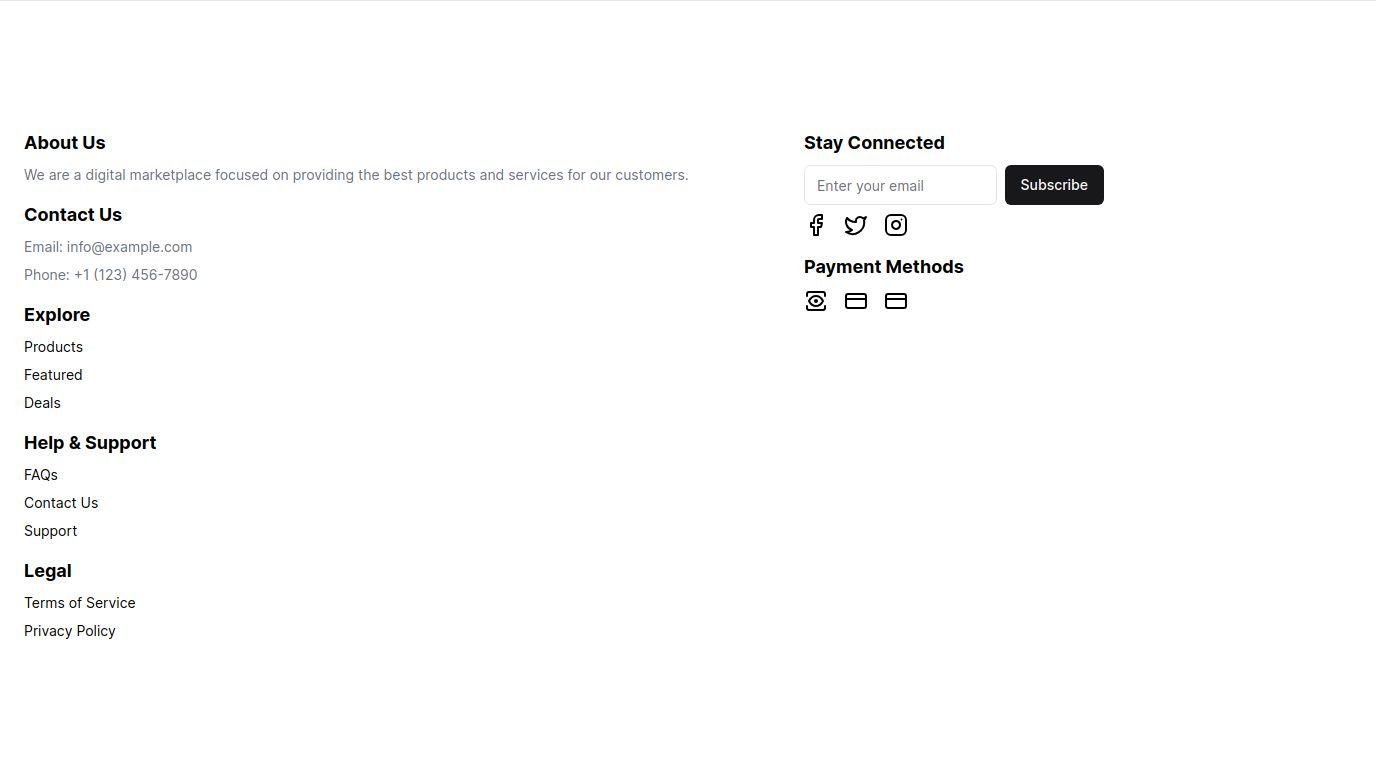 About Us
We are a digital marketplace focused on providing the best products and services for our customers.
Contact Us
Email: info@example.com
Phone: +1 (123) 456-7890
Explore
Products
Featured
Deals
Help & Support
FAQs
Contact Us
Support
Legal
Terms of Service
Privacy Policy
Stay Connected
Enter your email
Subscribe
Payment Methods